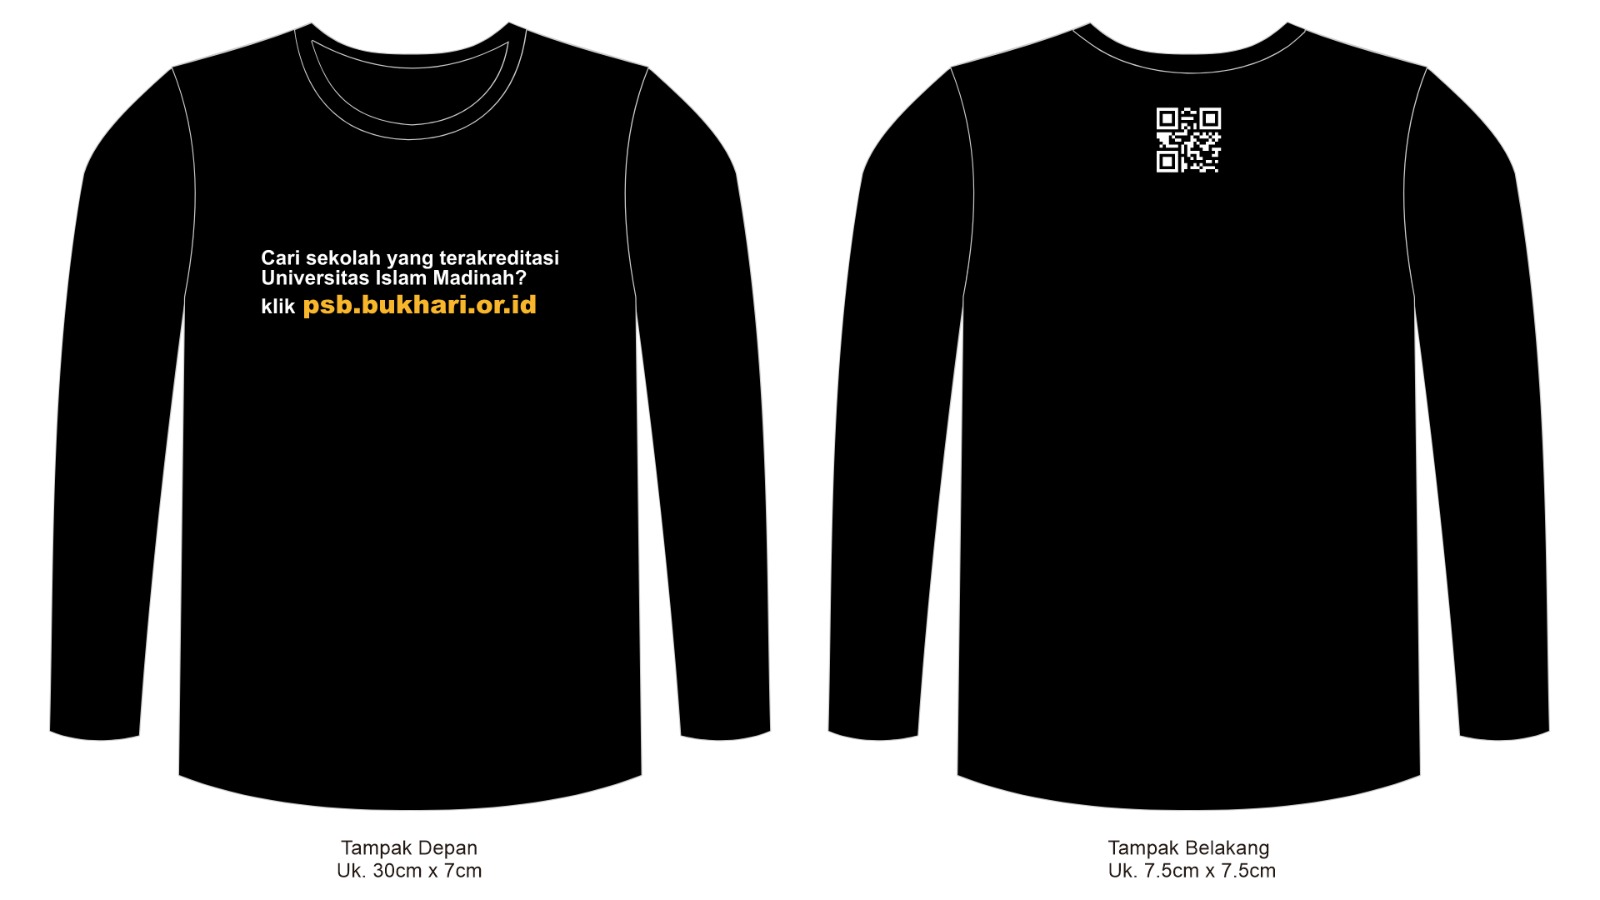 Cari sekolah yang terakreditasi
Universitas Islam Madinah?
klik psb.bukhari.or.id
Tampak Depan
Uk. 30cm x 7cm
Tampak Belakang
Uk. 7.5cm x 7.5cm